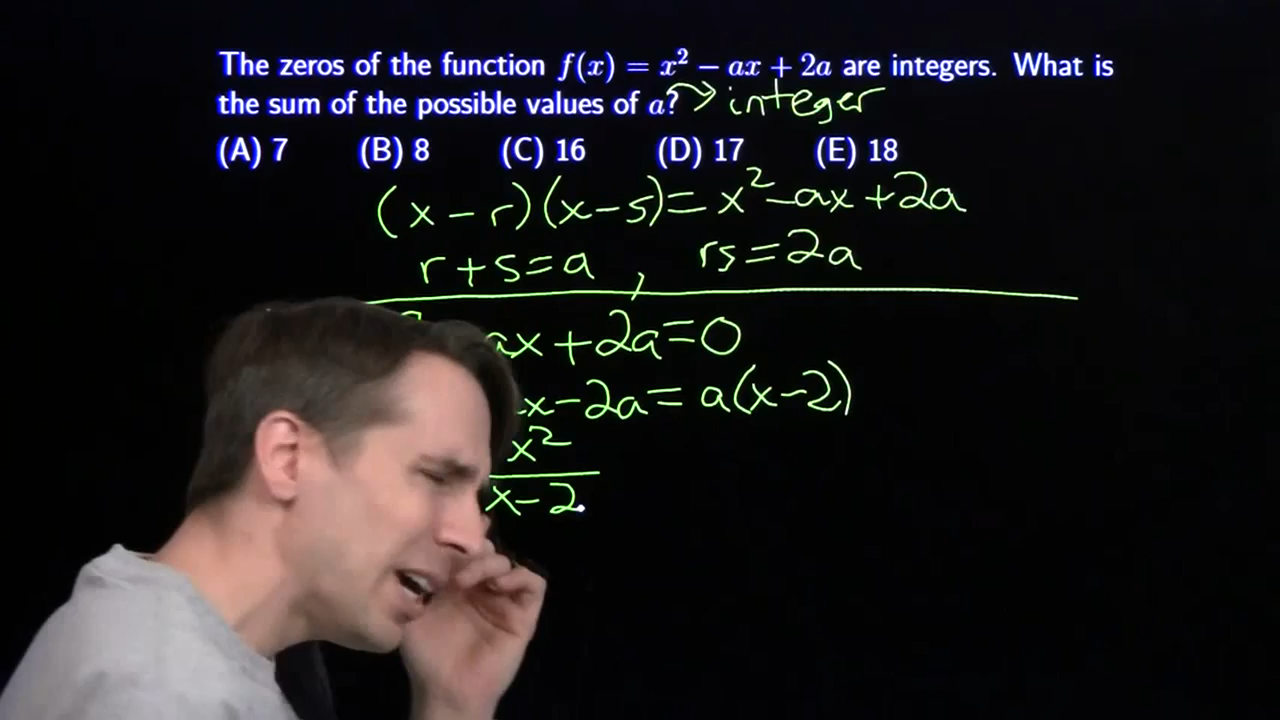 The zeros of the function f(x) = x² − ax + 2a are integers. What is
the sum of the possible values of a? → integer
(A) 7 (B) 8 (C) 16 (D) 17 (E) 18
(x − r)(x − s) = x² − ax + 2a
r + s = a , rs = 2a
ax + 2a = 0
x − 2a = a(x − 2)
x²
x − 2